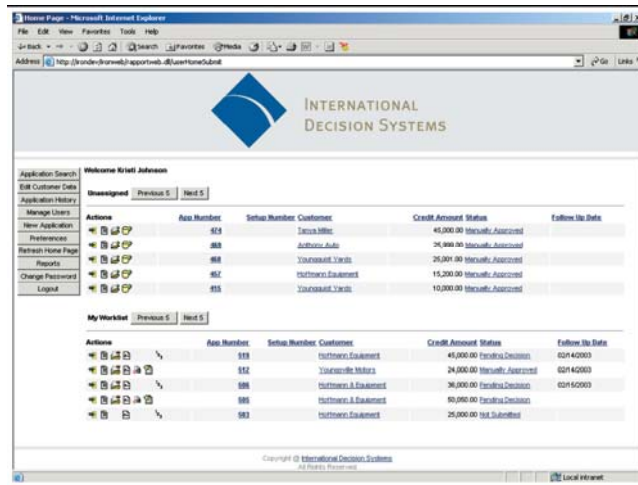 Home Page - Microsoft Internet Explorer
File Edit View Favorites Tools Help
Back Search Favorites Media
Address http://irondev/ironweb/rapportweb.dll/userHomeSubmit Go Links
INTERNATIONAL
DECISION SYSTEMS
Welcome Kristi Johnson
Application Search
Edit Customer Data
Application History
Manage Users
New Application
Preferences
Refresh Home Page
Reports
Change Password
Logout
Unassigned Previous 5 Next 5
Actions App Number Setup Number Customer Credit Amount Status Follow Up Date
474 Tanya Miller 45,000.00 Manually Approved
469 Anthony Auto Manually Approved
468 Youngquist Yards 25,001.00 Manually Approved
457 Hoffmann Equipment 15,200.00 Manually Approved
415 Youngquist Yards 10,000.00 Manually Approved
My Worklist Previous 5 Next 5
Actions App Number Setup Number Customer Credit Amount Status Follow Up Date
519 Hoffmann Equipment 45,000.00 Pending Decision 02/14/2003
512 Youngsville Motors 24,000.00 Manually Approved 02/14/2003
506 Hoffmann & Equipment 36,000.00 Pending Decision 02/15/2003
505 Hoffmann & Equipment 50,050.00 Pending Decision
503 Hoffmann Equipment 25,000.00 Not Submitted
Copyright @ International Decision Systems
All Rights Reserved
Local intranet